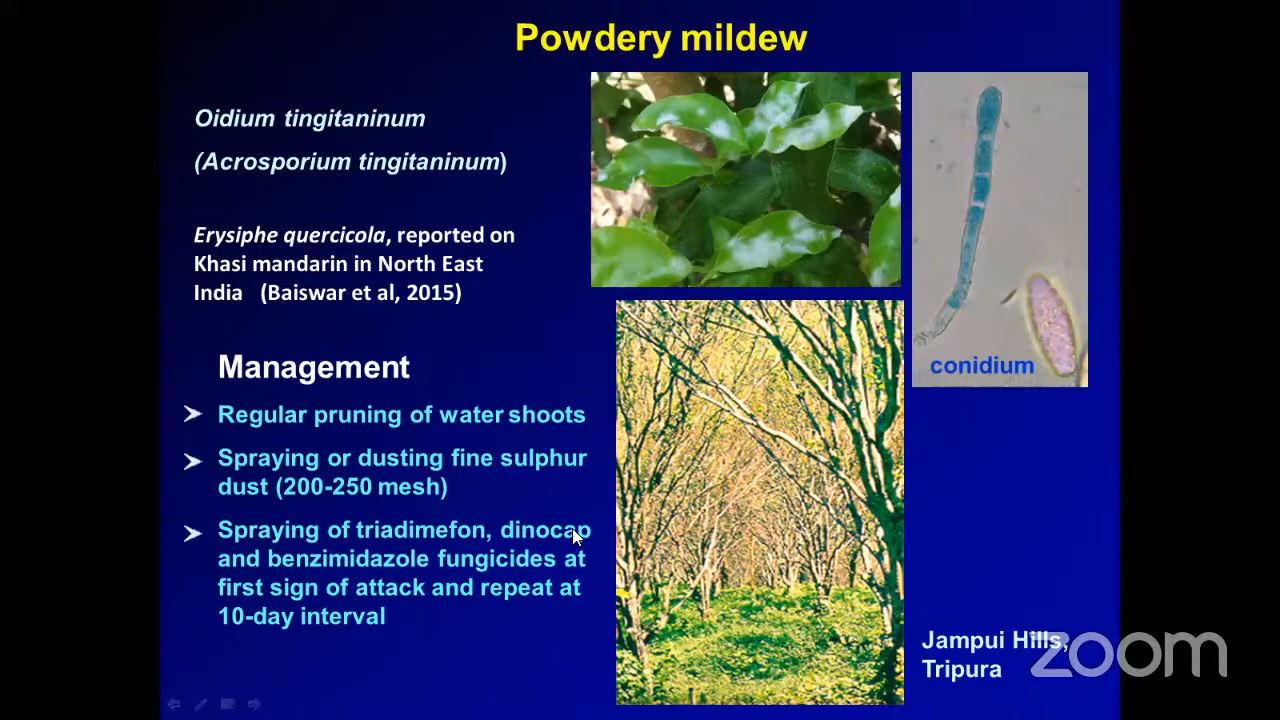 Powdery mildew
Oidium tingitaninum
(Acrosporium tingitaninum)
Erysiphe quercicola, reported on
Khasi mandarin in North East
India (Baiswar et al, 2015)
Management
Regular pruning of water shoots
Spraying or dusting fine sulphur
dust (200-250 mesh)
Spraying of triadimefon, dinocap
and benzimidazole fungicides at
first sign of attack and repeat at
10-day interval
conidium
Jampui Hills,
Tripura
zoom